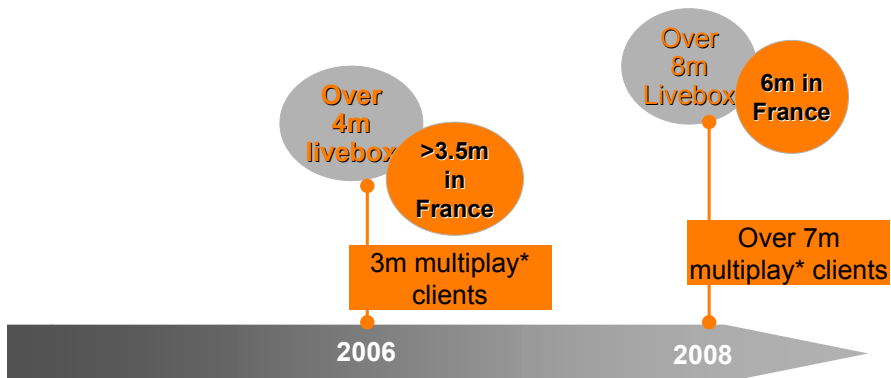 Over
4m
livebox
>3.5m
in
France
3m multiplay*
clients
2006
Over
8m
Livebox
6m in
France
Over 7m
multiplay* clients
2008